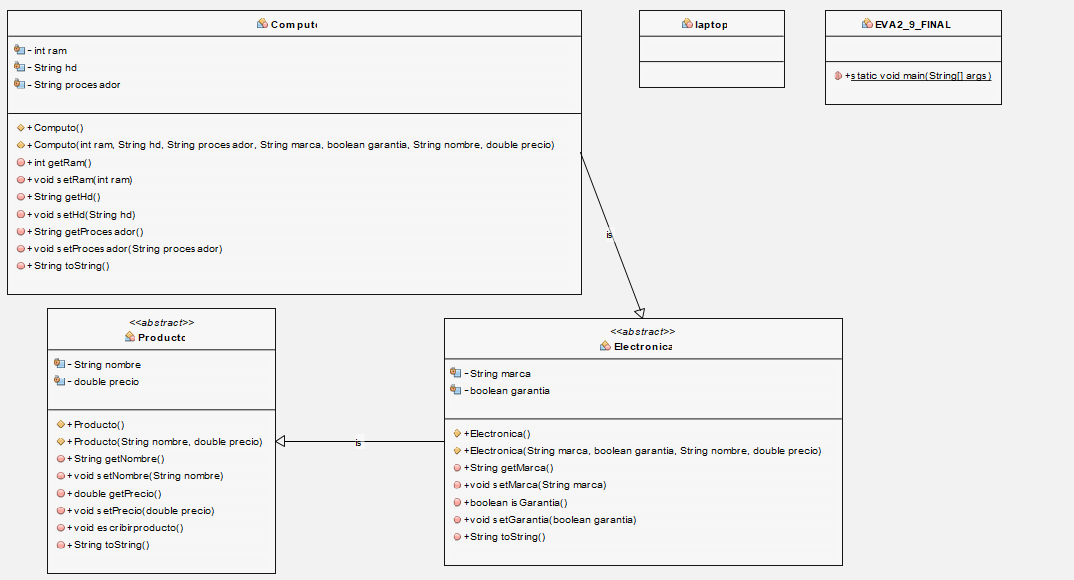 Computo
- int ram
- String hd
- String procesador
+ Computo()
+ Computo(int ram, String hd, String procesador, String marca, boolean garantia, String nombre, double precio)
+ int getRam()
+ void setRam(int ram)
+ String getHd()
+ void setHd(String hd)
+ String getProcesador()
+ void setProcesador(String procesador)
+ String toString()
laptop
EVA2_9_FINAL
+static void main(String[] args)
is
<<abstract>>
Producto
- String nombre
- double precio
+ Producto()
+ Producto(String nombre, double precio)
+ String getNombre()
+ void setNombre(String nombre)
+ double getPrecio()
+ void setPrecio(double precio)
+ void escribirproducto()
+ String toString()
is
<<abstract>>
Electronica
- String marca
- boolean garantia
+Electronica()
+Electronica(String marca, boolean garantia, String nombre, double precio)
+String getMarca()
+void setMarca(String marca)
+boolean isGarantia()
+void setGarantia(boolean garantia)
+String toString()